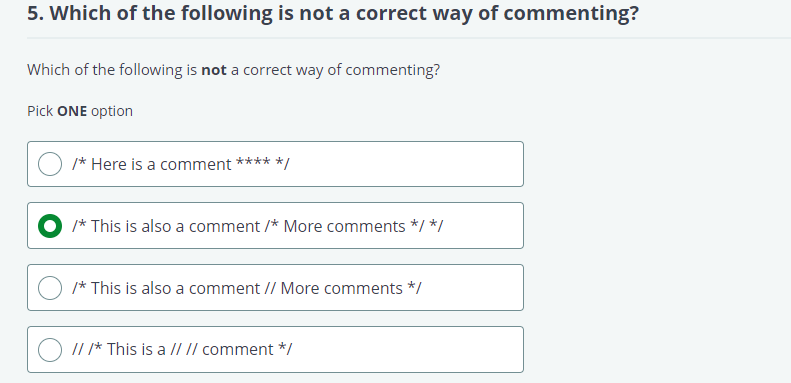 5. Which of the following is not a correct way of commenting?
Which of the following is not a correct way of commenting?
Pick ONE option
/* Here is a comment **** */
/* This is also a comment /* More comments */ */
/* This is also a comment // More comments */
// /* This is a // // comment */